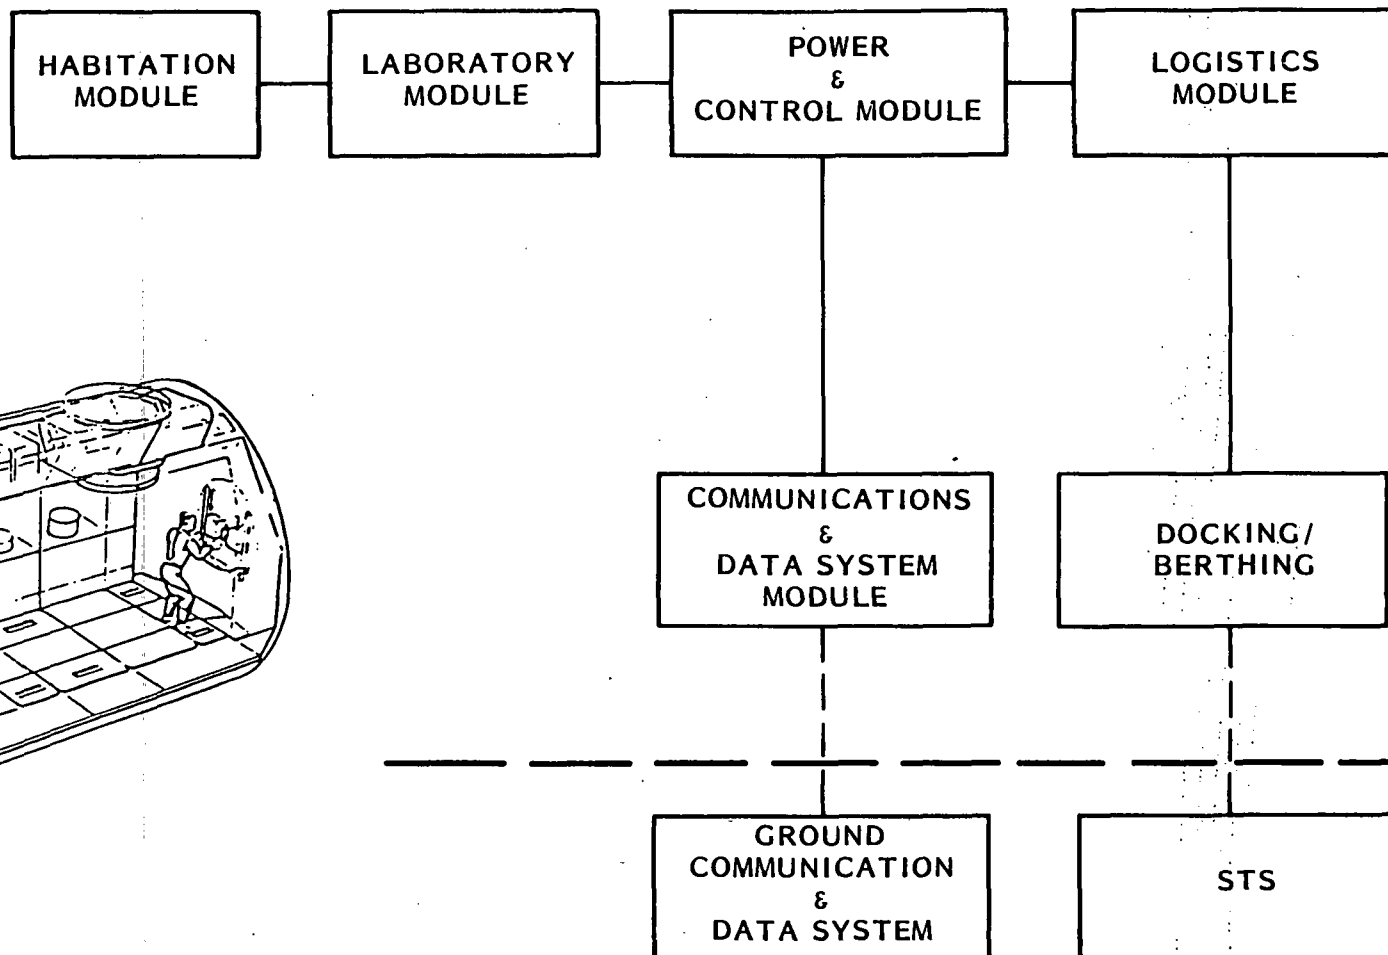 HABITATION
MODULE
LABORATORY
MODULE
POWER
&
CONTROL MODULE
LOGISTICS
MODULE
COMMUNICATIONS
&
DATA SYSTEM
MODULE
DOCKING/
BERTHING
GROUND
COMMUNICATION
&
DATA SYSTEM
STS